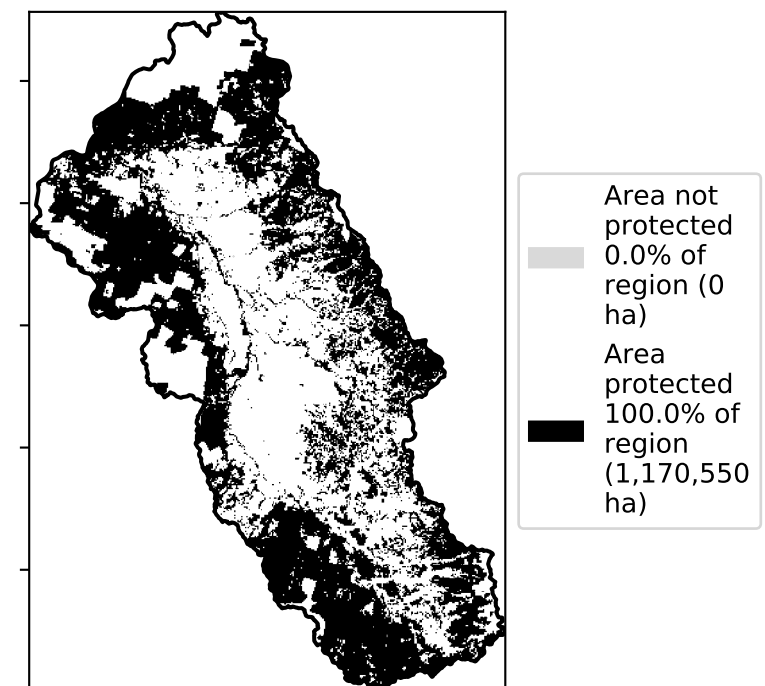 Area not
protected
0.0% of
region (0
ha)
Area
protected
100.0% of
region
(1,170,550
ha)